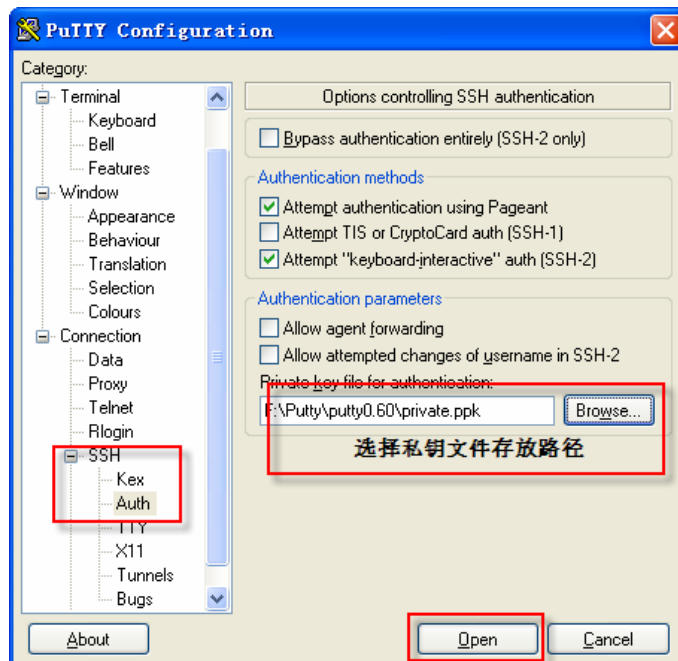 PuTTY Configuration
Category:
Terminal
Keyboard
Bell
Features
Window
Appearance
Behaviour
Translation
Selection
Colours
Connection
Data
Proxy
Telnet
Rlogin
SSH
Kex
Auth
TTY
X11
Tunnels
Bugs
Options controlling SSH authentication
Bypass authentication entirely (SSH-2 only)
Authentication methods
Attempt authentication using Pageant
Attempt TIS or CryptoCard auth (SSH-1)
Attempt "keyboard-interactive" auth (SSH-2)
Authentication parameters
Allow agent forwarding
Allow attempted changes of username in SSH-2
Private key file for authentication:
F:\Putty\putty0.60\private.ppk
Browse...
选择私钥文件存放路径
About
Open
Cancel